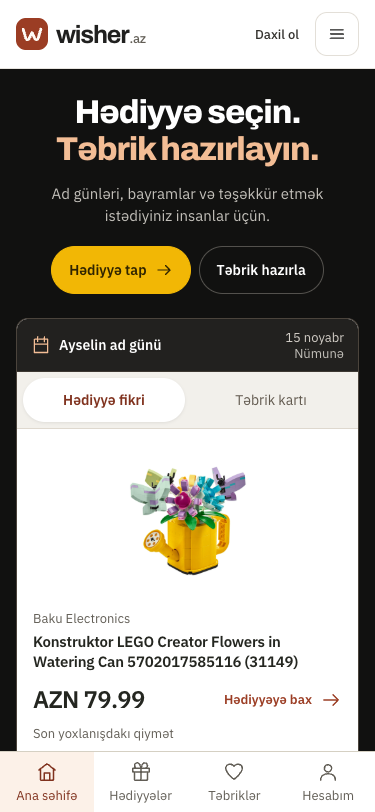 wisher.az
Daxil ol
Hədiyyə seçin.
Təbrik hazırlayın.
Ad günləri, bayramlar və təşəkkür etmək
istədiyiniz insanlar üçün.
Hədiyyə tap
Təbrik hazırla
Ayselin ad günü
15 noyabr
Nümunə
Hədiyyə fikri
Təbrik kartı
Baku Electronics
Konstruktor LEGO Creator Flowers in
Watering Can 5702017585116 (31149)
AZN 79.99
Hədiyyəyə bax
Son yoxlanışdakı qiymət
Ana səhifə
Hədiyyələr
Təbriklər
Hesabım